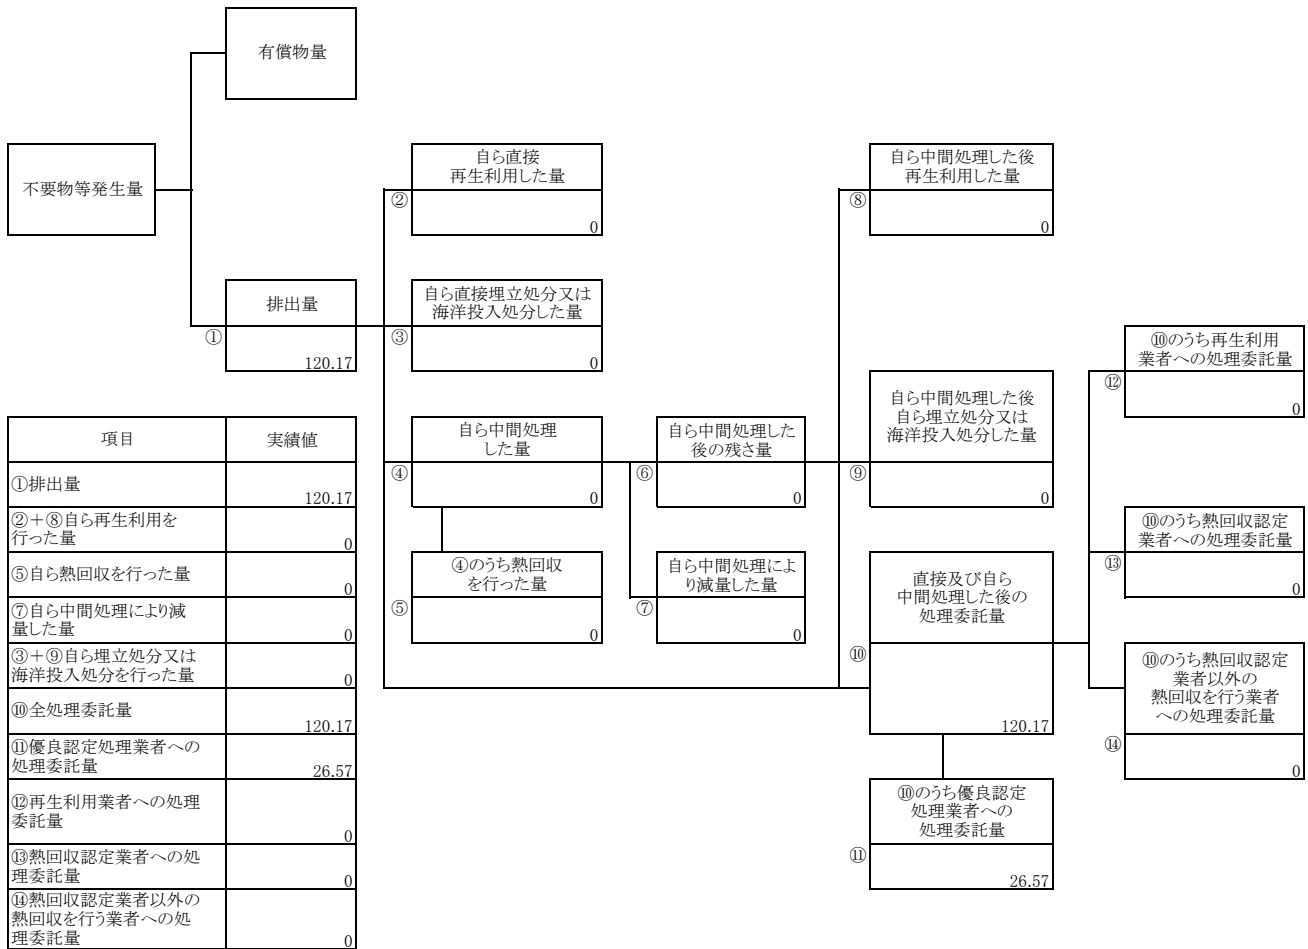 有償物量
不要物等発生量
自ら直接
再生利用した量
②
0
自ら中間処理した後
再生利用した量
⑧
0
排出量
①
120.17
自ら直接埋立処分又は
海洋投入処分した量
③
0
⑩のうち再生利用
業者への処理委託量
⑫
0
自ら中間処理
した量
④
0
自ら中間処理した
後の残さ量
⑥
0
自ら中間処理した後
自ら埋立処分又は
海洋投入処分した量
⑨
0
⑩のうち熱回収認定
業者への処理委託量
⑬
0
④のうち熱回収
を行った量
⑤
0
自ら中間処理によ
り減量した量
⑦
0
直接及び自ら
中間処理した後の
処理委託量
⑩
120.17
⑩のうち熱回収認定
業者以外の
熱回収を行う業者
への処理委託量
⑭
0
⑩のうち優良認定
処理業者への
処理委託量
⑪
26.57
項目 実績値
①排出量
120.17
②＋⑧自ら再生利用を
行った量
0
⑤自ら熱回収を行った量
0
⑦自ら中間処理により減
量した量
0
③＋⑨自ら埋立処分又は
海洋投入処分を行った量
0
⑩全処理委託量
120.17
⑪優良認定処理業者への
処理委託量
26.57
⑫再生利用業者への処理
委託量
0
⑬熱回収認定業者への処
理委託量
0
⑭熱回収認定業者以外の
熱回収を行う業者への処
理委託量
0